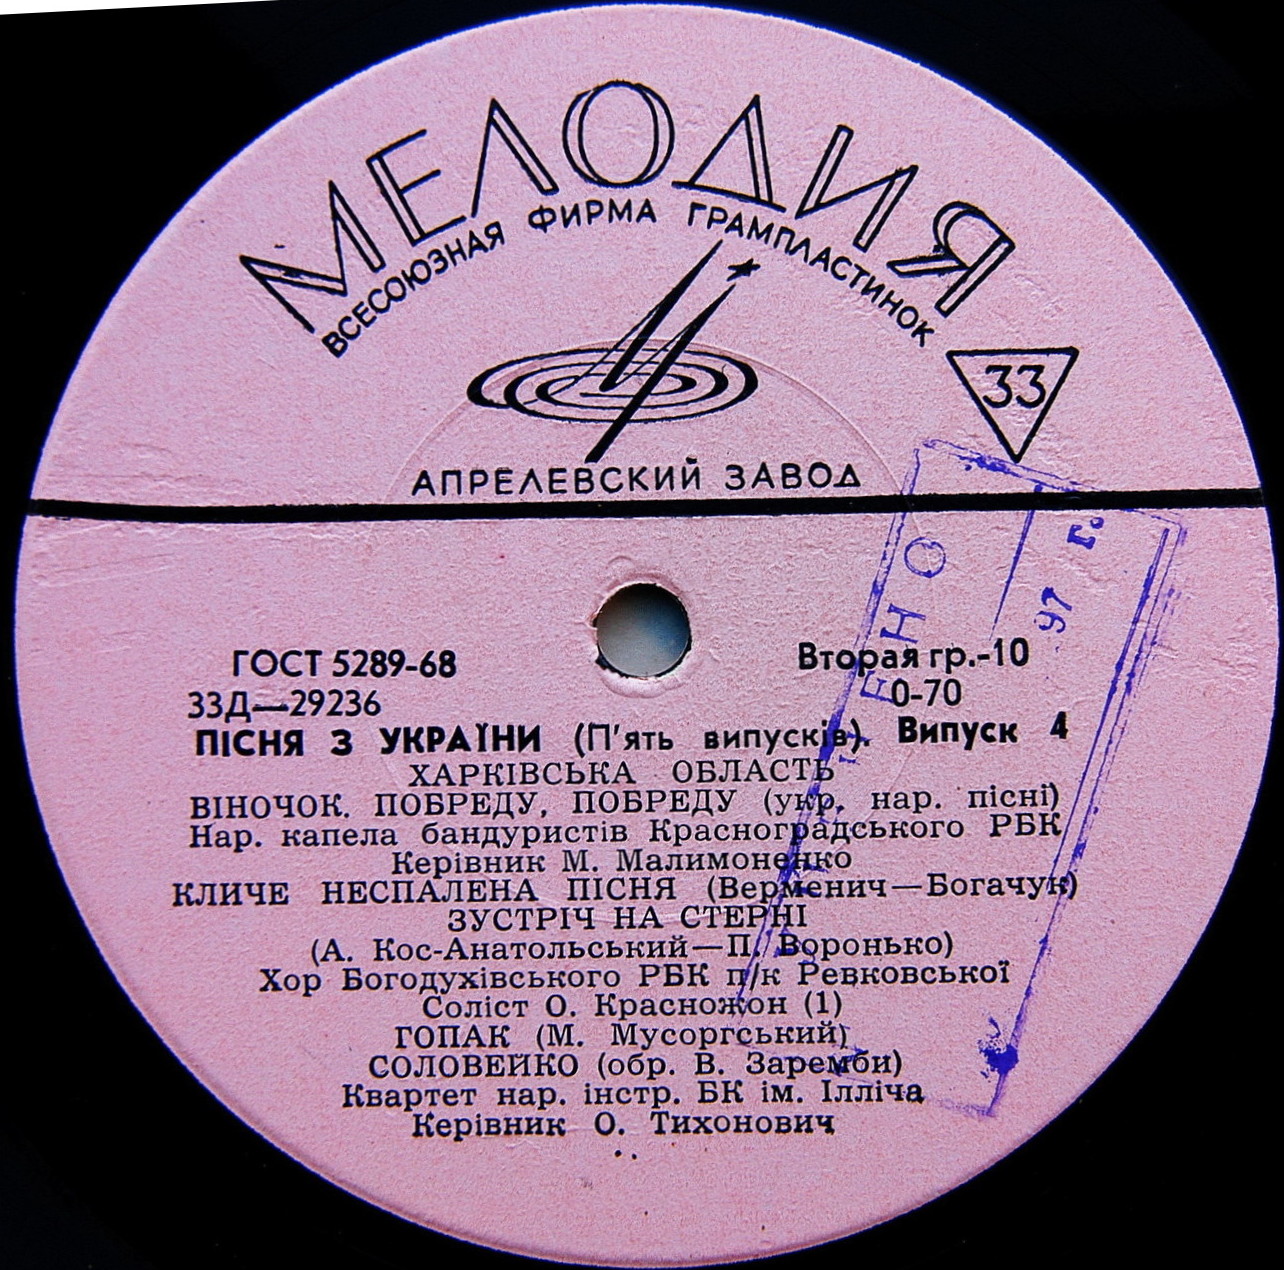 МЕЛОДИЯ
ВСЕСОЮЗНАЯ ФИРМА ГРАМПЛАСТИНОК
33
АПРЕЛЕВСКИЙ ЗАВОД
ГОСТ 5289-68 Вторая гр.-10
33Д—29236 0-70
ПІСНЯ З УКРАЇНИ (П'ять випусків). Випуск 4
ХАРКІВСЬКА ОБЛАСТЬ
ВІНОЧОК. ПОБРЕДУ, ПОБРЕДУ (укр. нар. пісні)
Нар. капела бандуристів Красноградського РБК
Керівник М. Малимоненко
КЛИЧЕ НЕСПАЛЕНА ПІСНЯ (Верменич—Богачук)
ЗУСТРІЧ НА СТЕРНІ
(А. Кос-Анатольський—П. Воронько)
Хор Богодухівського РБК п/к Ревковської
Соліст О. Красножон (1)
ГОПАК (М. Мусоргський)
СОЛОВЕЙКО (обр. В. Заремби)
Квартет нар. інстр. БК ім. Ілліча
Керівник О. Тихонович
97 г.